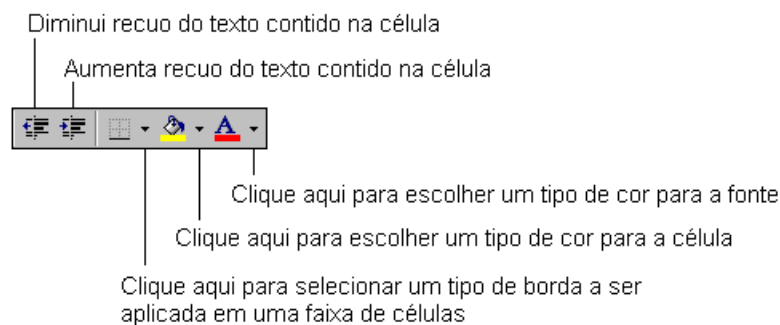 Diminui recuo do texto contido na célula
Aumenta recuo do texto contido na célula
A
Clique aqui para escolher um tipo de cor para a fonte
Clique aqui para escolher um tipo de cor para a célula
Clique aqui para selecionar um tipo de borda a ser
aplicada em uma faixa de células